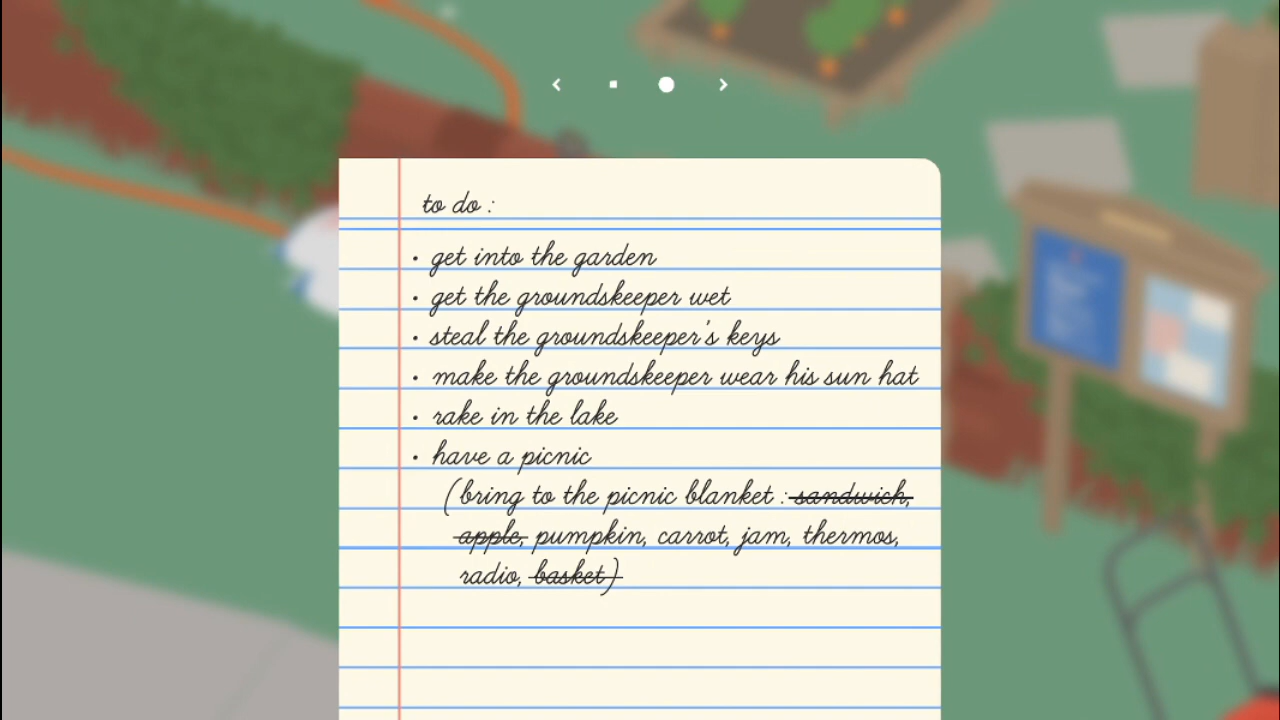 to do :
• get into the garden
• get the groundskeeper wet
• steal the groundskeeper's keys
• make the groundskeeper wear his sun hat
• rake in the lake
• have a picnic
(bring to the picnic blanket : sandwich,
apple, pumpkin, carrot, jam, thermos,
radio, basket)